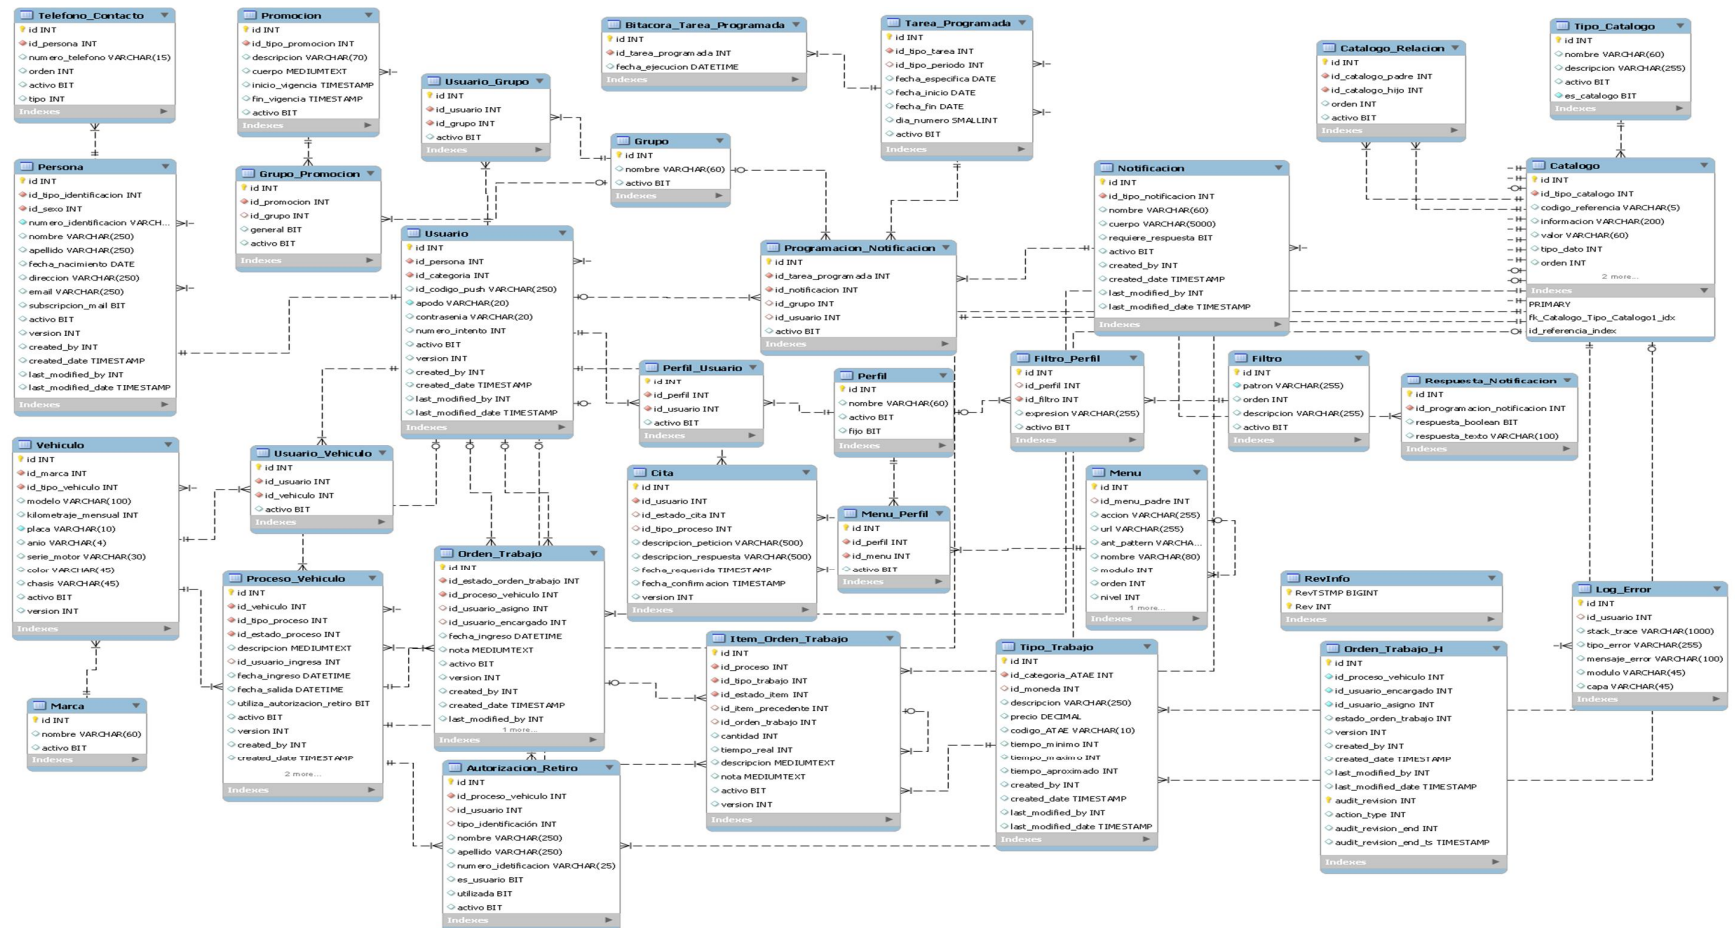 Telefono_Contacto
id INT
id_persona INT
numero_telefono VARCHAR(15)
orden INT
activo BIT
tipo INT
Indexes
Promocion
id INT
id_tipo_promocion INT
descripcion VARCHAR(70)
cuerpo MEDIUMTEXT
inicio_vigencia TIMESTAMP
fin_vigencia TIMESTAMP
activo BIT
Indexes
Usuario_Grupo
id INT
id_usuario INT
id_grupo INT
activo BIT
Indexes
Bitacora_Tarea_Programada
id INT
id_tarea_programada INT
fecha_ejecucion DATETIME
Indexes
Tarea_Programada
id INT
id_tipo_tarea INT
id_tipo_periodo INT
fecha_especifica DATE
fecha_inicio DATE
fecha_fin DATE
dia_numero SMALLINT
activo BIT
Indexes
Catalogo_Relacion
id INT
id_catalogo_padre INT
id_catalogo_hijo INT
orden INT
activo BIT
Indexes
Tipo_Catalogo
id INT
nombre VARCHAR(60)
descripcion VARCHAR(255)
activo BIT
es_catalogo BIT
Indexes
Persona
id INT
id_tipo_identificacion INT
id_sexo INT
numero_identificacion VARCH...
nombre VARCHAR(250)
apellido VARCHAR(250)
fecha_nacimiento DATE
direccion VARCHAR(250)
email VARCHAR(250)
subscripcion_mail BIT
activo BIT
version INT
created_by INT
created_date TIMESTAMP
last_modified_by INT
last_modified_date TIMESTAMP
Indexes
Grupo_Promocion
id INT
id_promocion INT
id_grupo INT
general BIT
activo BIT
Indexes
Grupo
id INT
nombre VARCHAR(60)
activo BIT
Indexes
Usuario
id INT
id_persona INT
id_categoria INT
id_codigo_push VARCHAR(250)
apodo VARCHAR(20)
contrasenia VARCHAR(20)
numero_intento INT
activo BIT
version INT
created_by INT
created_date TIMESTAMP
last_modified_by INT
last_modified_date TIMESTAMP
Indexes
Programacion_Notificacion
id INT
id_tarea_programada INT
id_notificacion INT
id_grupo INT
id_usuario INT
activo BIT
Indexes
Notificacion
id INT
id_tipo_notificacion INT
nombre VARCHAR(60)
cuerpo VARCHAR(5000)
requiere_respuesta BIT
activo BIT
created_by INT
created_date TIMESTAMP
last_modified_by INT
last_modified_date TIMESTAMP
Indexes
Catalogo
id INT
id_tipo_catalogo INT
codigo_referencia VARCHAR(5)
informacion VARCHAR(200)
valor VARCHAR(60)
tipo_dato INT
orden INT
2 more...
Indexes
PRIMARY
fk_Catalogo_Tipo_Catalogo1_idx
id_referencia_index
Perfil_Usuario
id INT
id_perfil INT
id_usuario INT
activo BIT
Indexes
Perfil
id INT
nombre VARCHAR(60)
activo BIT
fijo BIT
Indexes
Filtro_Perfil
id INT
id_perfil INT
id_filtro INT
expresion VARCHAR(255)
activo BIT
Indexes
Filtro
id INT
patron VARCHAR(255)
orden INT
descripcion VARCHAR(255)
activo BIT
Indexes
Respuesta_Notificacion
id INT
id_programacion_notificacion INT
respuesta_boolean BIT
respuesta_texto VARCHAR(100)
Indexes
Vehiculo
id INT
id_marca INT
id_tipo_vehiculo INT
modelo VARCHAR(100)
kilometraje_mensual INT
placa VARCHAR(10)
anio VARCHAR(4)
serie_motor VARCHAR(30)
color VARCHAR(45)
chasis VARCHAR(45)
activo BIT
version INT
Indexes
Usuario_Vehiculo
id INT
id_usuario INT
id_vehiculo INT
activo BIT
Indexes
Cita
id INT
id_usuario INT
id_estado_cita INT
id_tipo_proceso INT
descripcion_peticion VARCHAR(500)
descripcion_respuesta VARCHAR(500)
fecha_requerida TIMESTAMP
fecha_confirmacion TIMESTAMP
version INT
Indexes
Menu_Perfil
id INT
id_perfil INT
id_menu INT
activo BIT
Indexes
Menu
id INT
id_menu_padre INT
accion VARCHAR(255)
url VARCHAR(255)
ant_pattern VARCHA...
nombre VARCHAR(80)
modulo INT
orden INT
nivel INT
1 more...
Indexes
Proceso_Vehiculo
id INT
id_vehiculo INT
id_tipo_proceso INT
id_estado_proceso INT
descripcion MEDIUMTEXT
id_usuario_ingresa INT
fecha_ingreso DATETIME
fecha_salida DATETIME
utiliza_autorizacion_retiro BIT
activo BIT
version INT
created_by INT
created_date TIMESTAMP
2 more...
Indexes
Orden_Trabajo
id INT
id_estado_orden_trabajo INT
id_proceso_vehiculo INT
id_usuario_asigno INT
id_usuario_encargado INT
fecha_ingreso DATETIME
nota MEDIUMTEXT
activo BIT
version INT
created_by INT
created_date TIMESTAMP
last_modified_by INT
1 more...
Indexes
RevInfo
RevTSTMP BIGINT
Rev INT
Indexes
Log_Error
id INT
id_usuario INT
stack_trace VARCHAR(1000)
tipo_error VARCHAR(255)
mensaje_error VARCHAR(100)
modulo VARCHAR(45)
capa VARCHAR(45)
Indexes
Marca
id INT
nombre VARCHAR(60)
activo BIT
Indexes
Item_Orden_Trabajo
id INT
id_proceso INT
id_tipo_trabajo INT
id_estado_item INT
id_item_precedente INT
id_orden_trabajo INT
cantidad INT
tiempo_real INT
descripcion MEDIUMTEXT
nota MEDIUMTEXT
activo BIT
version INT
Indexes
Tipo_Trabajo
id INT
id_categoria_ATAE INT
id_moneda INT
descripcion VARCHAR(250)
precio DECIMAL
codigo_ATAE VARCHAR(10)
tiempo_minimo INT
tiempo_maximo INT
tiempo_aproximado INT
created_by INT
created_date TIMESTAMP
last_modified_by INT
last_modified_date TIMESTAMP
Indexes
Orden_Trabajo_H
id INT
id_proceso_vehiculo INT
id_usuario_encargado INT
id_usuario_asigno INT
estado_orden_trabajo INT
version INT
created_by INT
created_date TIMESTAMP
last_modified_by INT
last_modified_date TIMESTAMP
audit_revision INT
action_type INT
audit_revision_end INT
audit_revision_end_ts TIMESTAMP
Indexes
Autorizacion_Retiro
id INT
id_proceso_vehiculo INT
id_usuario INT
tipo_identificación INT
nombre VARCHAR(250)
apellido VARCHAR(250)
numero_idetificacion VARCHAR(25)
es_usuario BIT
utilizada BIT
activo BIT
Indexes